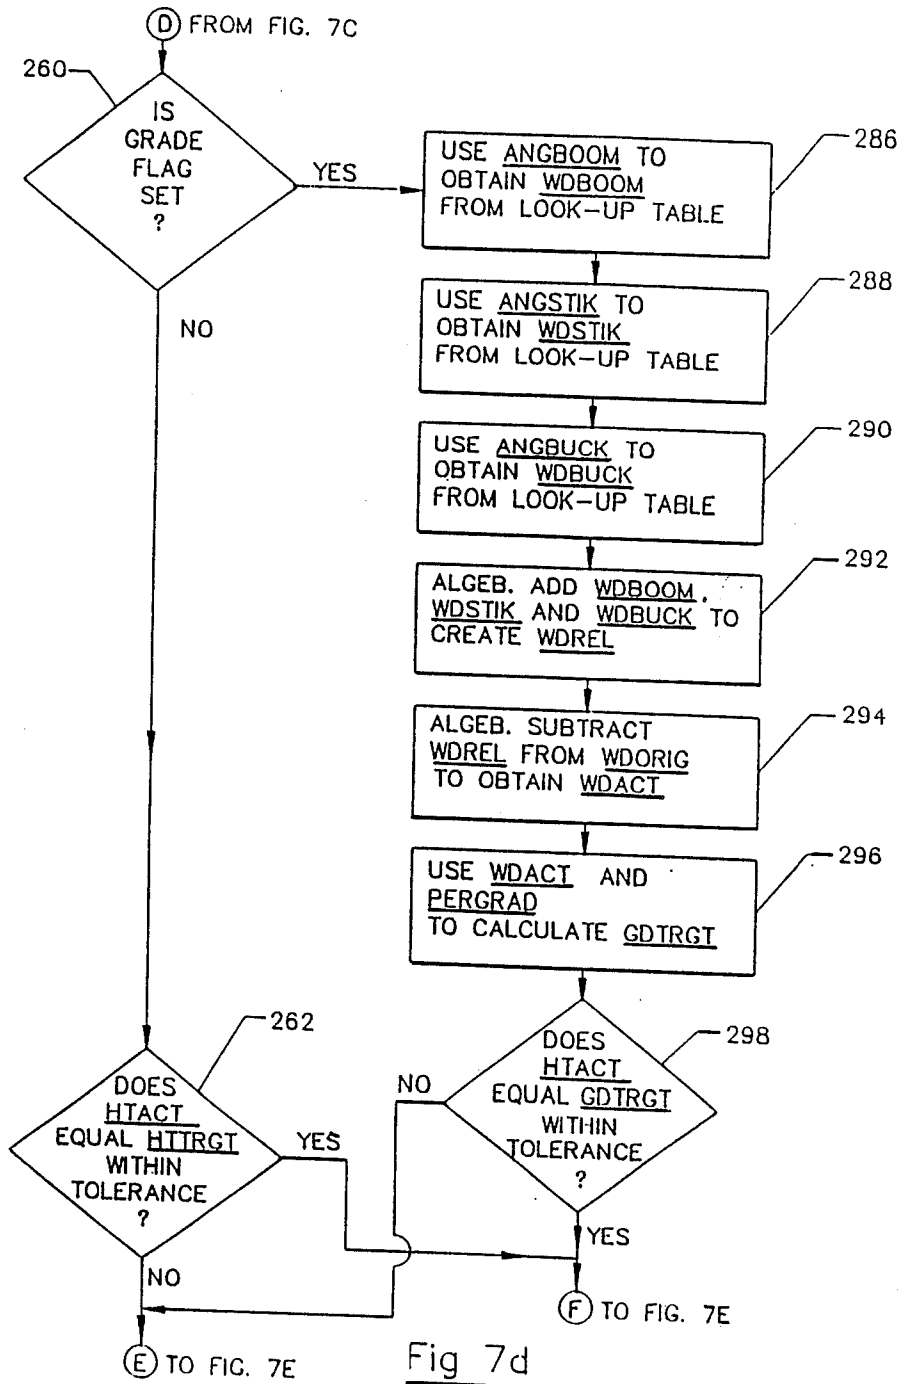 D FROM FIG. 7C
260
IS
GRADE
FLAG
SET
?
YES
NO
USE ANGBOOM TO
OBTAIN WDBOOM
FROM LOOK-UP TABLE
286
USE ANGSTIK TO
OBTAIN WDSTIK
FROM LOOK-UP TABLE
288
USE ANGBUCK TO
OBTAIN WDBUCK
FROM LOOK-UP TABLE
290
ALGEB. ADD WDBOOM,
WDSTIK AND WDBUCK TO
CREATE WDREL
292
ALGEB. SUBTRACT
WDREL FROM WDORIG
TO OBTAIN WDACT
294
USE WDACT AND
PERGRAD
TO CALCULATE GDTRGT
296
262
DOES
HTACT
EQUAL HTTRGT
WITHIN
TOLERANCE
?
YES
NO
298
DOES
HTACT
EQUAL GDTRGT
WITHIN
TOLERANCE
?
NO
YES
F TO FIG. 7E
E TO FIG. 7E
Fig 7d